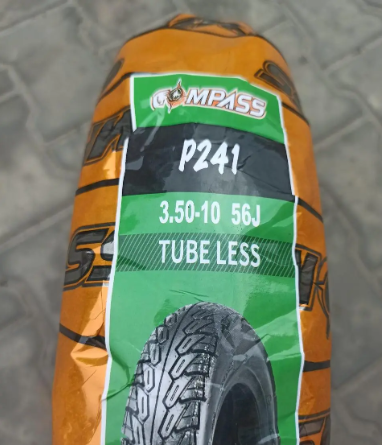 COMPASS
P241
3.50-10 56J
TUBE LESS